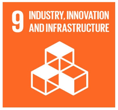 9 INDUSTRY, INNOVATION
AND INFRASTRUCTURE